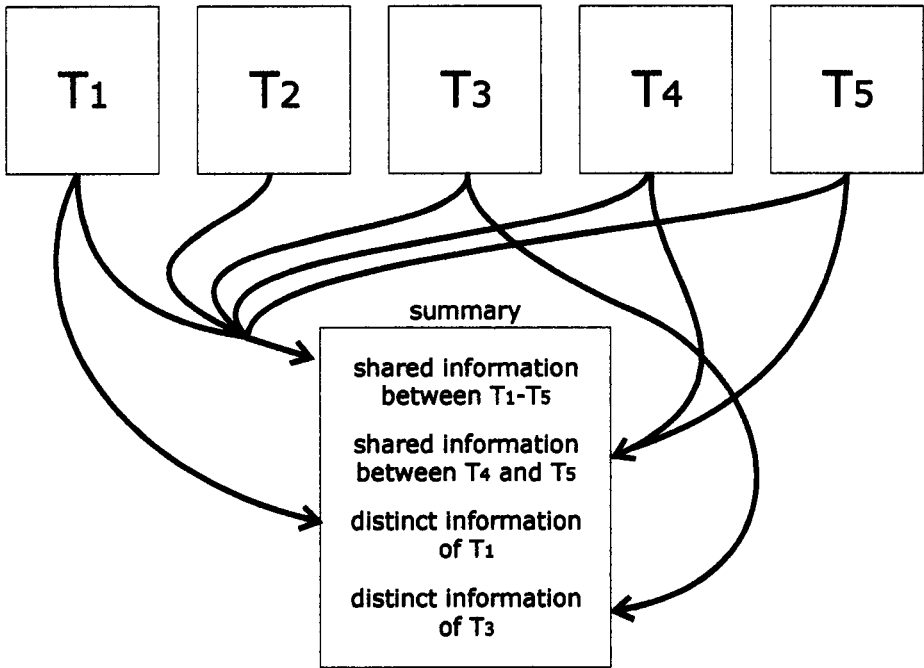 T1 T2 T3 T4 T5
summary
shared information
between T1-T5
shared information
between T4 and T5
distinct information
of T1
distinct information
of T3